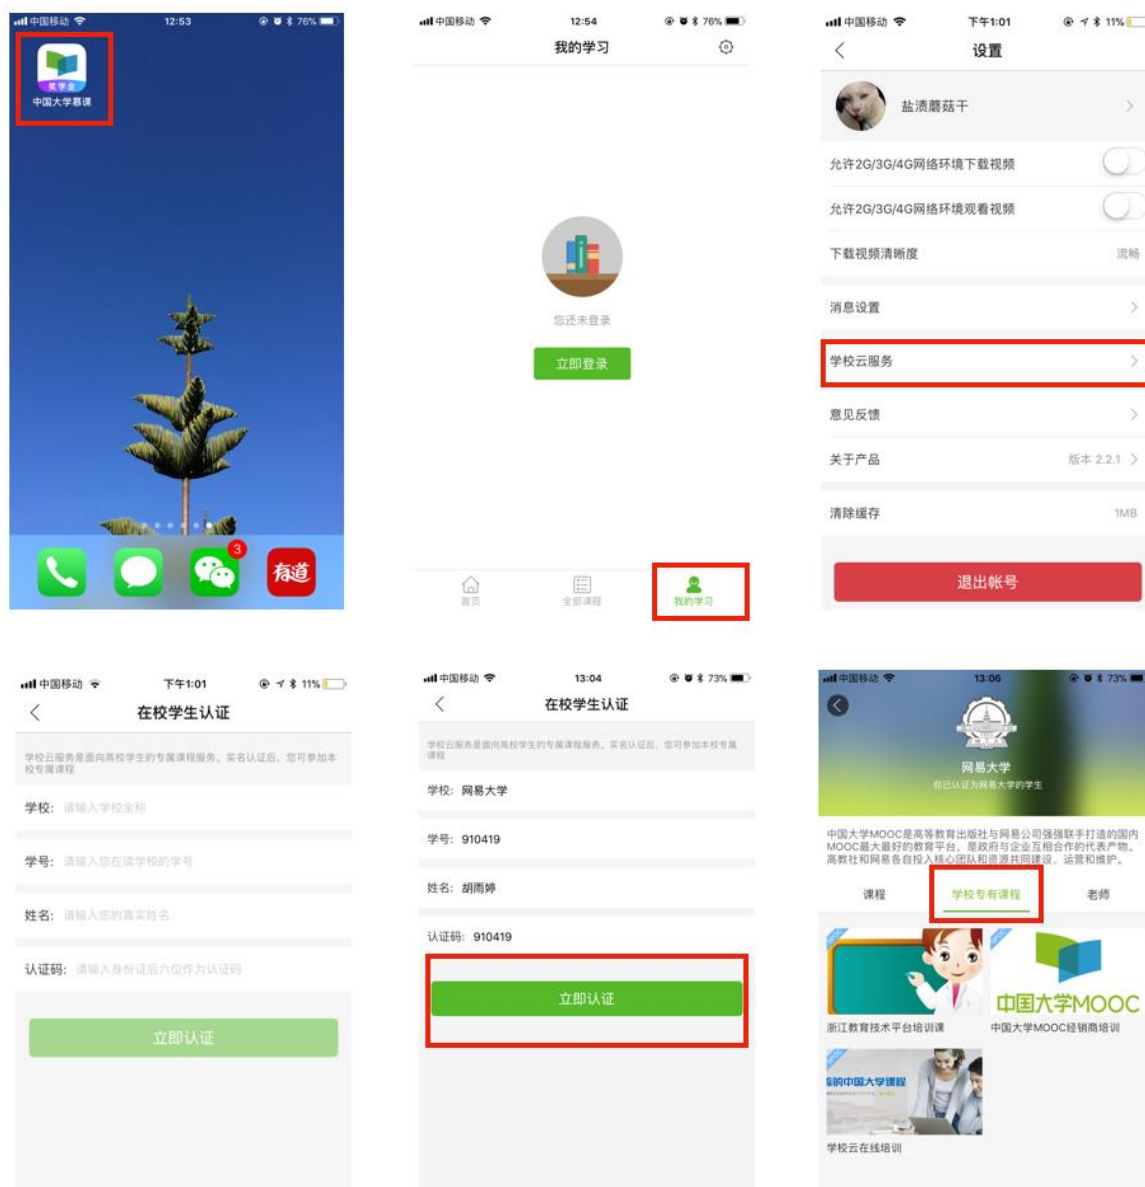 中国移动
12:53
76%
奖学金
中国大学慕课
3
有道
中国移动
12:54
76%
我的学习
您还未登录
立即登录
首页
全部课程
我的学习
中国移动
下午1:01
11%
设置
盐渍蘑菇干
允许2G/3G/4G网络环境下载视频
允许2G/3G/4G网络环境观看视频
下载视频清晰度
流畅
消息设置
学校云服务
意见反馈
关于产品
版本 2.2.1
清除缓存
1MB
退出帐号
中国移动
下午1:01
11%
在校学生认证
学校云服务是面向高校学生的专属课程服务。实名认证后，您可参加本
校专属课程
学校: 请输入学校全称
学号: 请输入您在读学校的学号
姓名: 请输入您的真实姓名
认证码: 请输入身份证后六位作为认证码
立即认证
中国移动
13:04
73%
在校学生认证
学校云服务是面向高校学生的专属课程服务。实名认证后，您可参加本校专属
课程
学校: 网易大学
学号: 910419
姓名: 胡雨婷
认证码: 910419
立即认证
中国移动
13:06
73%
网易大学
你已认证为网易大学的学生
中国大学MOOC是高等教育出版社与网易公司强强联手打造的国内
MOOC最大最好的教育平台，是政府与企业互相合作的代表产物。
高教社和网易各自投入核心团队和资源共同建设、运营和维护。
课程
学校专有课程
老师
中国大学MOOC
浙江教育技术平台培训课
中国大学MOOC经销商培训
的中国大学课程
学校云在线培训